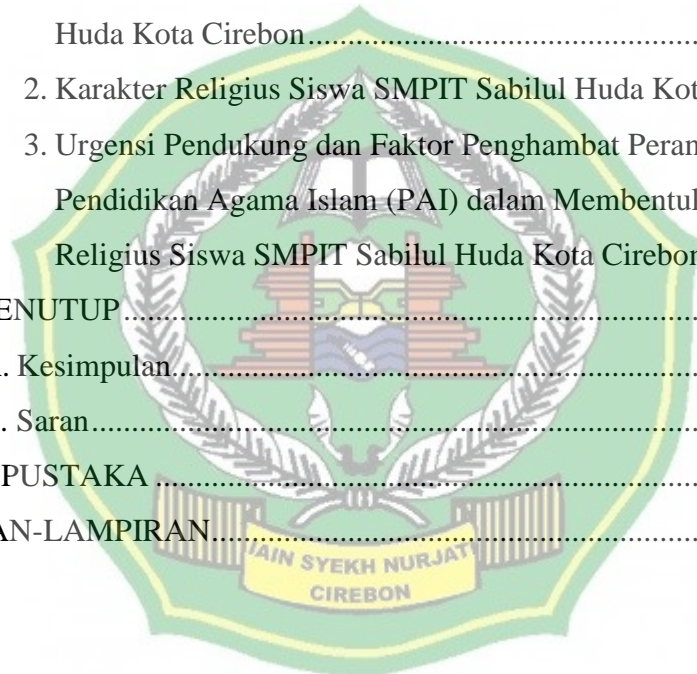 Huda Kota Cirebon....................................................
2. Karakter Religius Siswa SMPIT Sabilul Huda Kot
3. Urgensi Pendukung dan Faktor Penghambat Peran
Pendidikan Agama Islam (PAI) dalam Membentu
Religius Siswa SMPIT Sabilul Huda Kota Cirebon
ENUTUP....................................................
. Kesimpulan....................................................
. Saran....................................................
PUSTAKA....................................................
AN-LAMPIRAN....................................................
IAIN SYEKH NURJATI
CIREBON